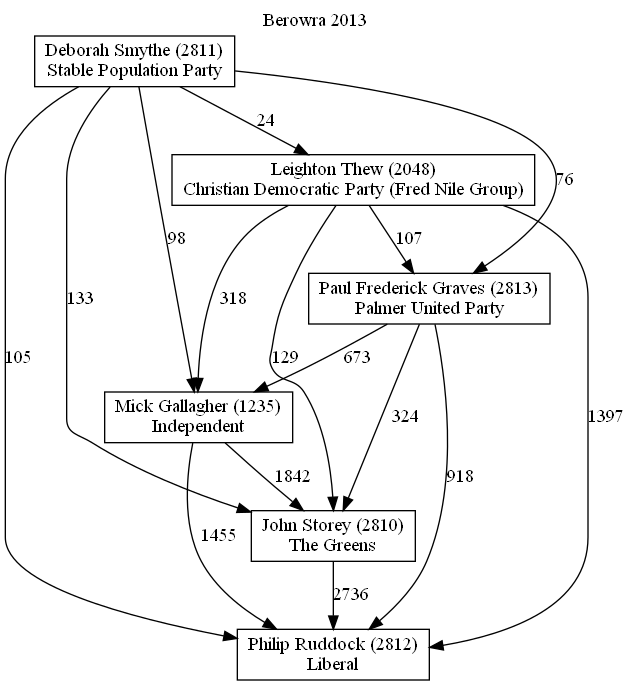 Berowra 2013
Deborah Smythe (2811)
Stable Population Party
24
Leighton Thew (2048)
Christian Democratic Party (Fred Nile Group)
76
98
107
133
318
Paul Frederick Graves (2813)
Palmer United Party
105
129
673
Mick Gallagher (1235)
Independent
324
1397
1842
918
1455
John Storey (2810)
The Greens
2736
Philip Ruddock (2812)
Liberal